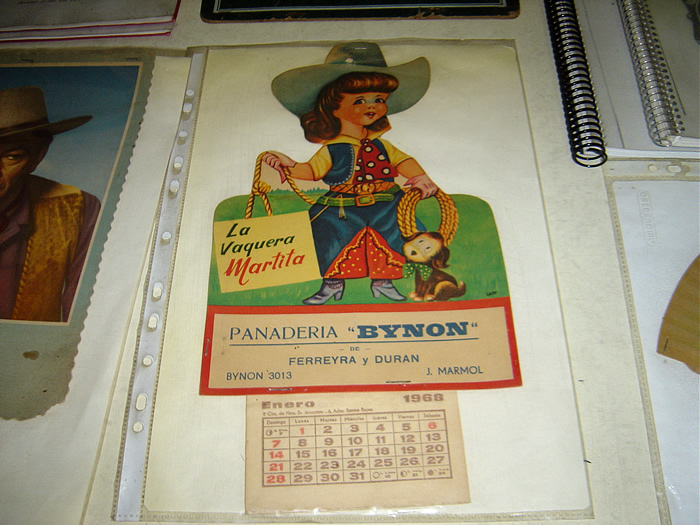 La
Vaquera
Martita
PANADERIA "BYNON"
- DE -
FERREYRA y DURAN
BYNON 3013 J. MARMOL
Enero 1968
Domingo Lunes Martes Miércoles Jueves Viernes Sábado
1 2 3 4 5 6
7 8 9 10 11 12 13
14 15 16 17 18 19 20
21 22 23 24 25 26 27
28 29 30 31